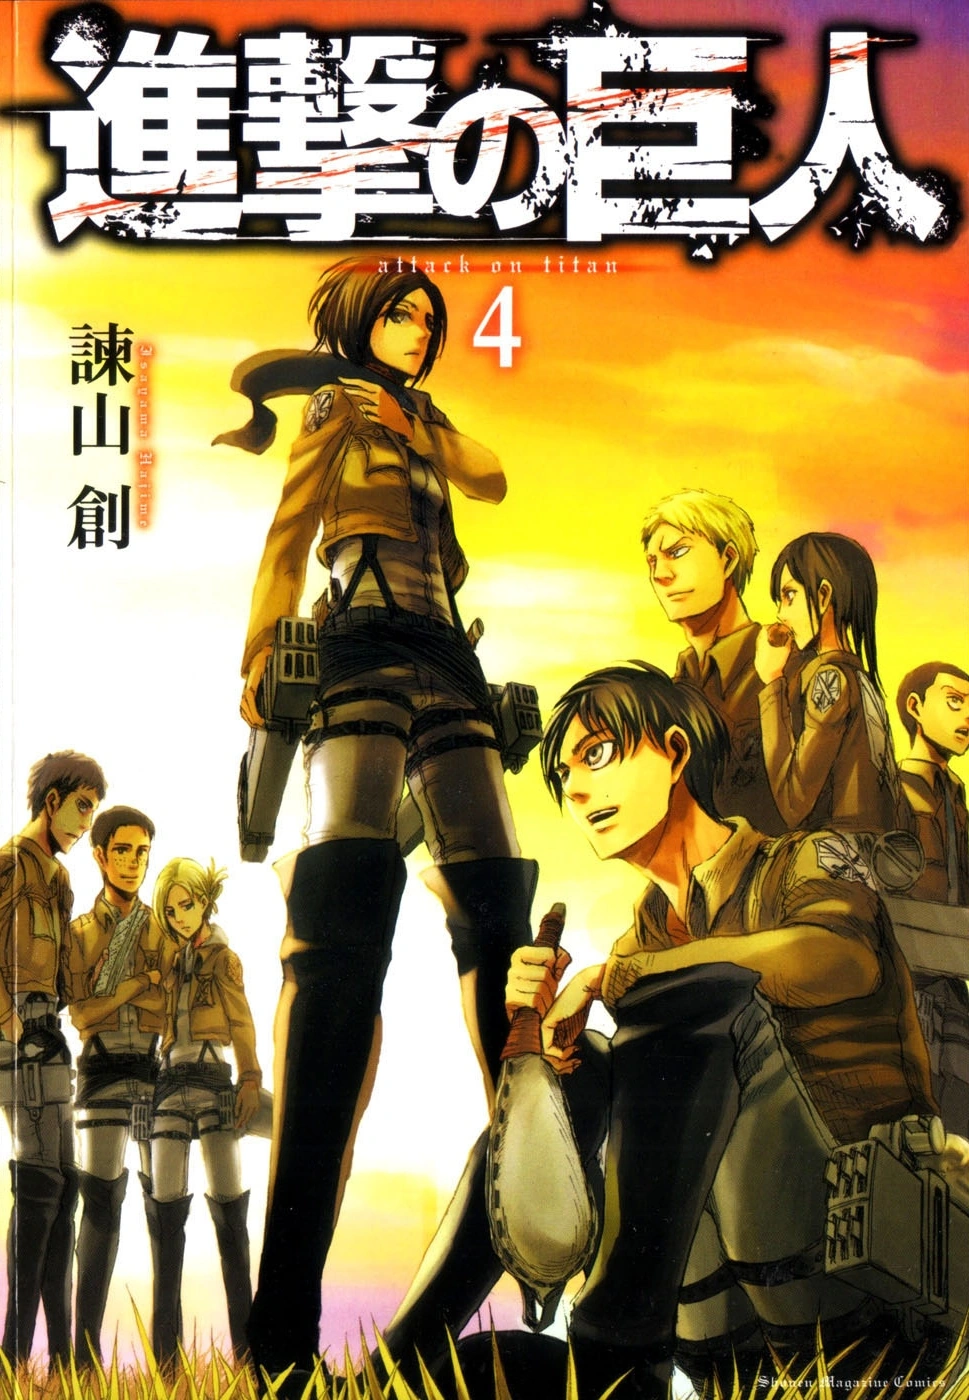 進撃の巨人
attack on titan
4
諫山 創
Isayama Hajime
Shonen Magazine Comics